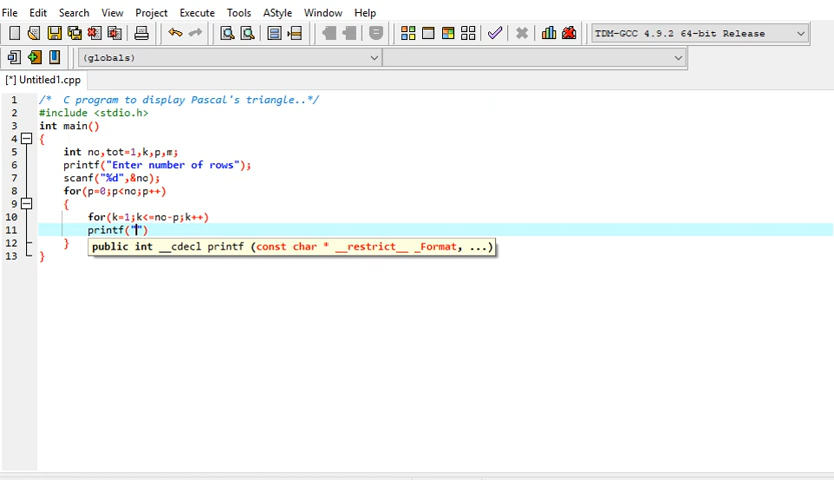 File Edit Search View Project Execute Tools AStyle Window Help
TDM-GCC 4.9.2 64-bit Release
(globals)
[*] Untitled1.cpp
1 /* C program to display Pascal's triangle..*/
2 #include <stdio.h>
3 int main()
4 {
5 int no,tot=1,k,p,m;
6 printf("Enter number of rows");
7 scanf("%d",&no);
8 for(p=0;p<no;p++)
9 {
10 for(k=1;k<=no-p;k++)
11 printf("")
12 }
public int __cdecl printf (const char * __restrict__ _Format, ...)
13 }